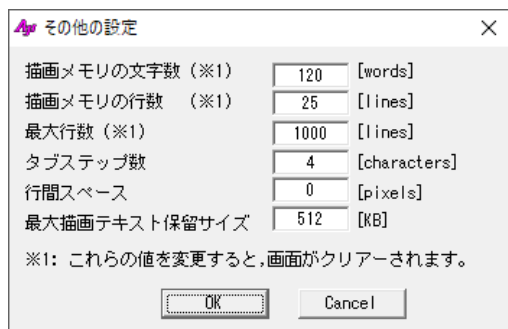 Ags その他の設定
描画メモリの文字数（※1） 120 [words]
描画メモリの行数 （※1） 25 [lines]
最大行数（※1） 1000 [lines]
タブステップ数 4 [characters]
行間スペース 0 [pixels]
最大描画テキスト保留サイズ 512 [KB]
※1: これらの値を変更すると,画面がクリアーされます。
OK Cancel